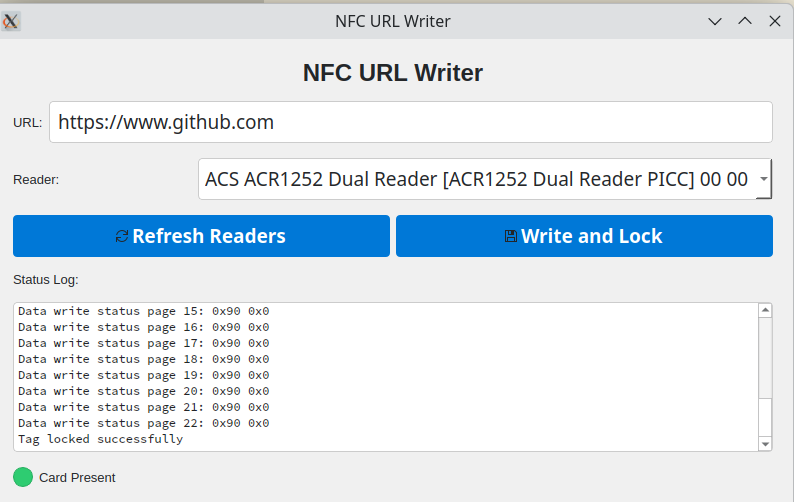 NFC URL Writer
NFC URL Writer
URL: https://www.github.com
Reader: ACS ACR1252 Dual Reader [ACR1252 Dual Reader PICC] 00 00
Refresh Readers Write and Lock
Status Log:
Data write status page 15: 0x90 0x0
Data write status page 16: 0x90 0x0
Data write status page 17: 0x90 0x0
Data write status page 18: 0x90 0x0
Data write status page 19: 0x90 0x0
Data write status page 20: 0x90 0x0
Data write status page 21: 0x90 0x0
Data write status page 22: 0x90 0x0
Tag locked successfully
Card Present